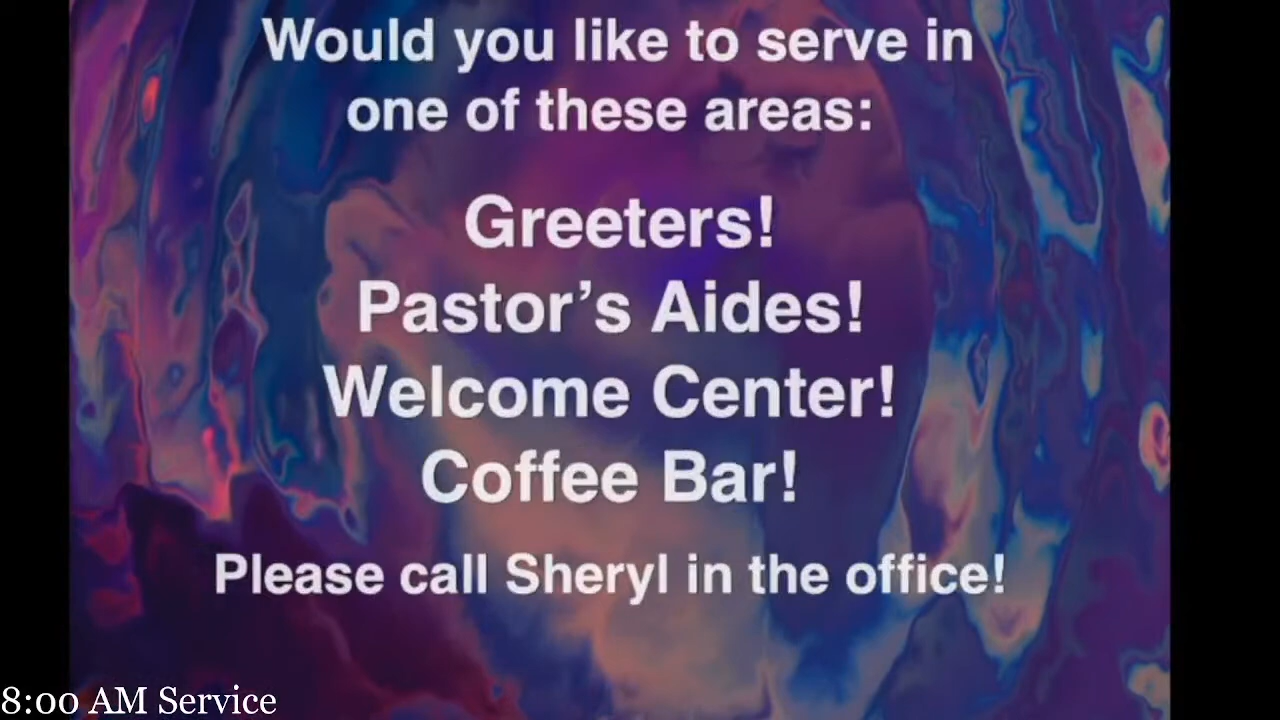 Would you like to serve in
one of these areas:
Greeters!
Pastor’s Aides!
Welcome Center!
Coffee Bar!
Please call Sheryl in the office!
8:00 AM Service